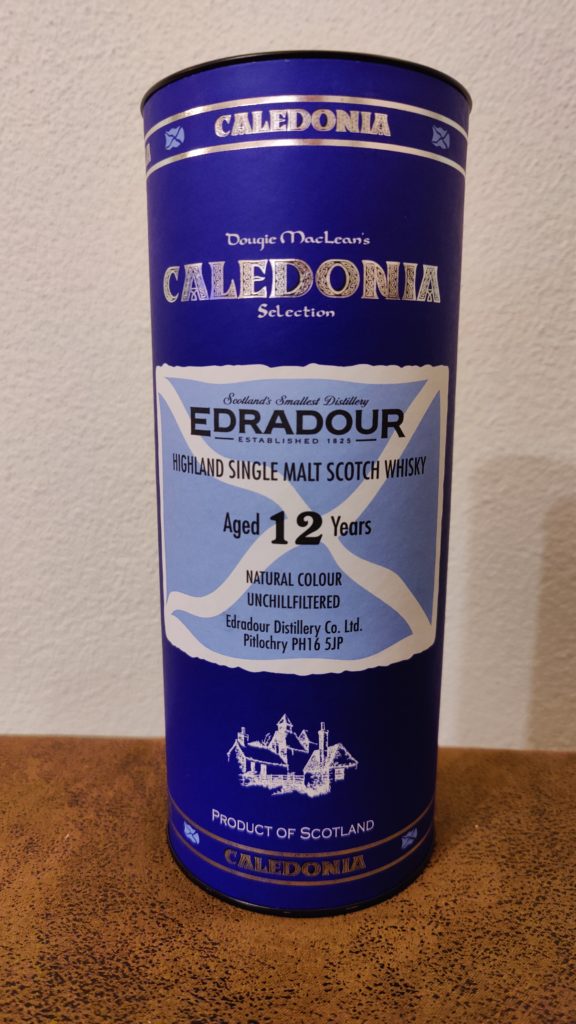 CALEDONIA
Dougie MacLean's
CALEDONIA
Selection
Scotland's Smallest Distillery
EDRADOUR
ESTABLISHED 1825
HIGHLAND SINGLE MALT SCOTCH WHISKY
Aged 12 Years
NATURAL COLOUR
UNCHILLFILTERED
Edradour Distillery Co. Ltd.
Pitlochry PH16 5JP
PRODUCT OF SCOTLAND
CALEDONIA